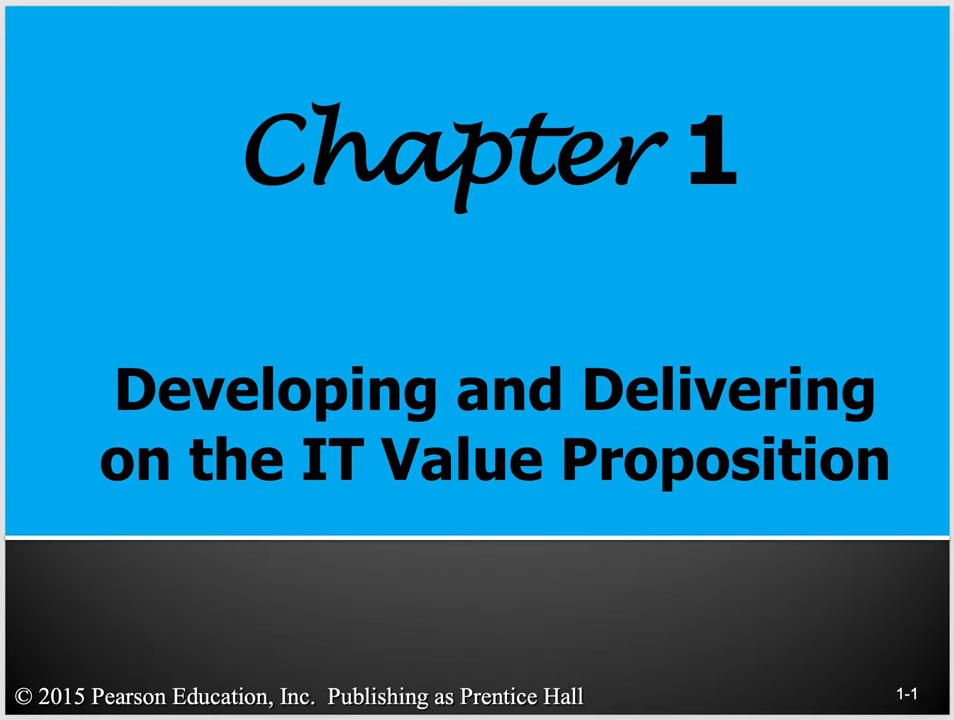 Chapter 1
Developing and Delivering
on the IT Value Proposition
© 2015 Pearson Education, Inc.  Publishing as Prentice Hall
1-1